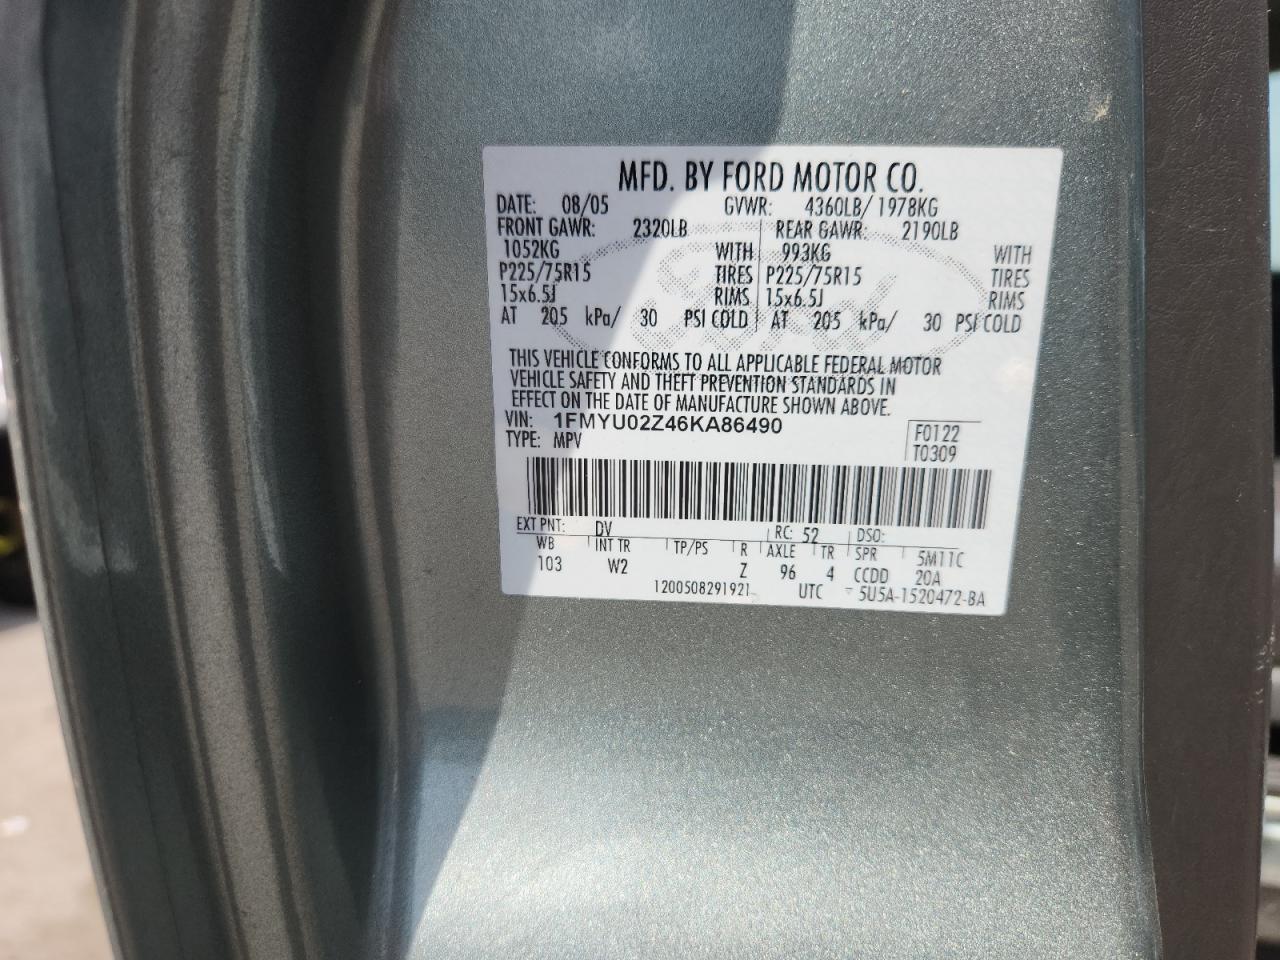 MFD. BY FORD MOTOR CO.
DATE: 08/05 GVWR: 4360LB/ 1978KG
FRONT GAWR: 2320LB REAR GAWR: 2190LB
1052KG WITH 993KG WITH
P225/75R15 TIRES P225/75R15 TIRES
15x6.5J RIMS 15x6.5J RIMS
AT 205 kPa/ 30 PSI COLD AT 205 kPa/ 30 PSI COLD
THIS VEHICLE CONFORMS TO ALL APPLICABLE FEDERAL MOTOR
VEHICLE SAFETY AND THEFT PREVENTION STANDARDS IN
EFFECT ON THE DATE OF MANUFACTURE SHOWN ABOVE.
VIN: 1FMYU02Z46KA86490
TYPE: MPV
F0122
T0309
EXT PNT: DV RC: 52 DSO:
WB INT TR TP/PS R AXLE TR SPR 5M11C
103 W2 Z 96 4 CCDD 20A
1200508291921 UTC 5U5A-1520472-BA
Ford